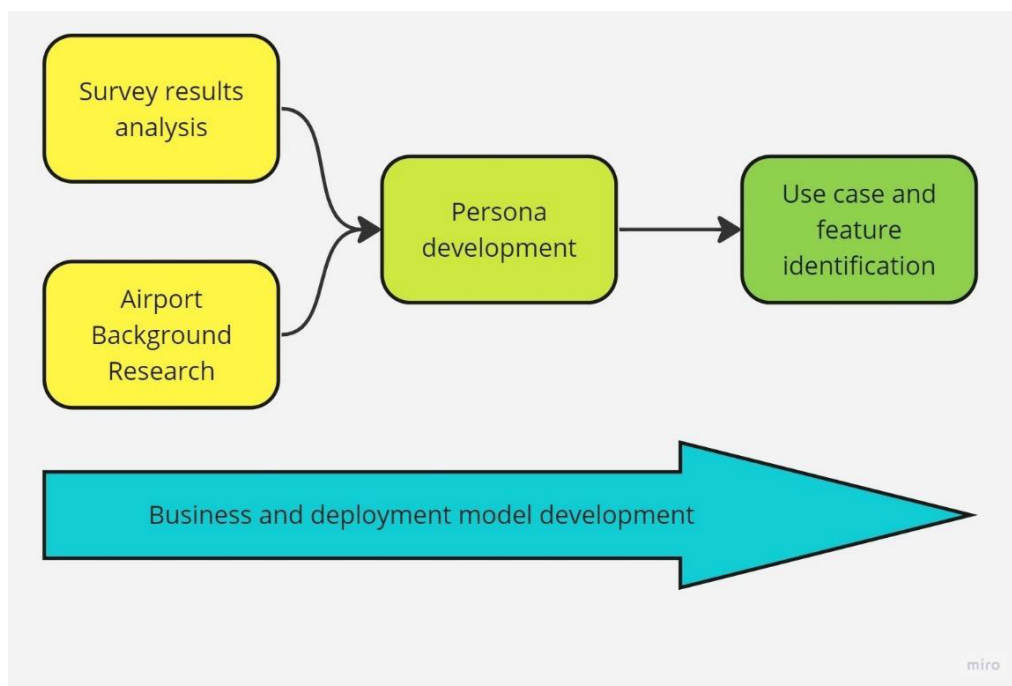 Survey results
analysis
Airport
Background
Research
Persona
development
Use case and
feature
identification
Business and deployment model development
miro